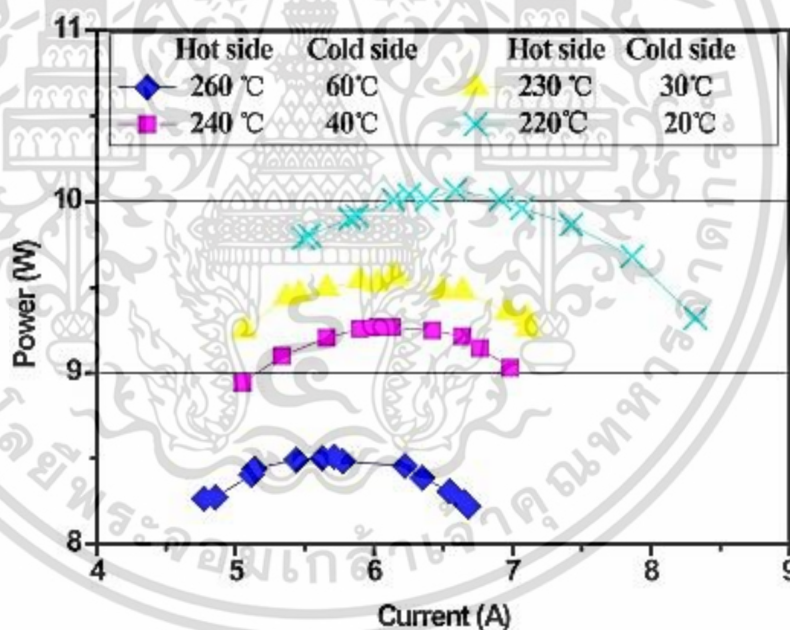 11
Hot side Cold side Hot side Cold side
260 ℃ 60℃ 230 ℃ 30℃
240 ℃ 40℃ 220℃ 20℃
10
9
8
Power (W)
4 5 6 7 8 9
Current (A)